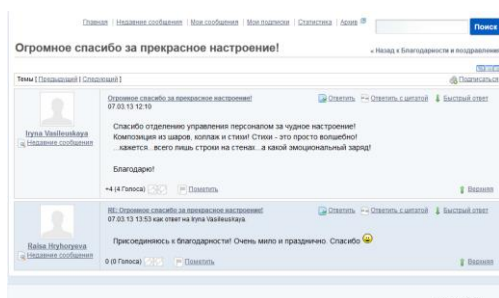 Главная | Недавние сообщения | Мои сообщения | Мои подписки | Статистика | Архив
Поиск
Огромное спасибо за прекрасное настроение!
« Назад к Благодарности и поздравления
Темы [ Предыдущий | Следующий ]
Подписаться
Огромное спасибо за прекрасное настроение!
07.03.13 12:10
Ответить Ответить с цитатой Быстрый ответ
Iryna Vasileuskaya
Недавние сообщения
Спасибо отделению управления персоналом за чудное настроение!
Композиция из шаров, коллаж и стихи! Стихи - это просто волшебно!
...кажется...всего лишь строки на стенах...а какой эмоциональный заряд!
Благодарю!
+4 (4 Голоса) Пометить
Вверх
RE: Огромное спасибо за прекрасное настроение!
07.03.13 13:53 как ответ на Iryna Vasileuskaya.
Ответить Ответить с цитатой Быстрый ответ
Raisa Hryhoryeva
Недавние сообщения
Присоединяюсь к благодарности! Очень мило и празднично. Спасибо
0 (0 Голоса) Пометить